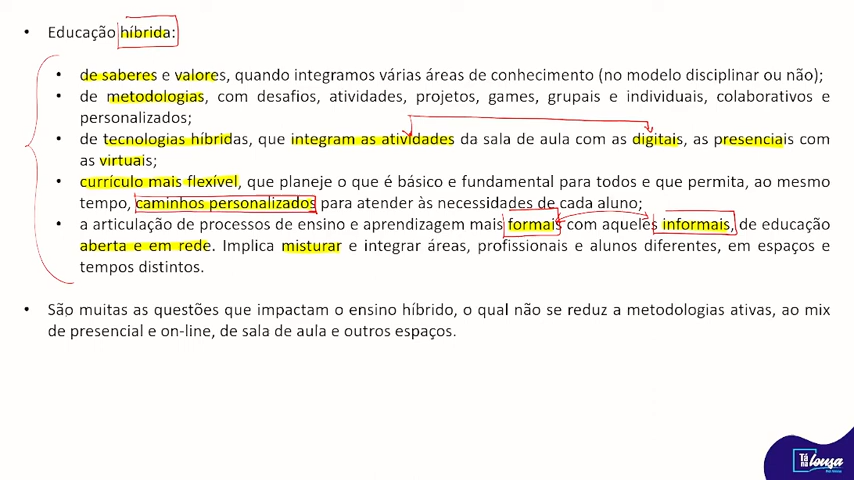 • Educação híbrida:
• de saberes e valores, quando integramos várias áreas de conhecimento (no modelo disciplinar ou não);
• de metodologias, com desafios, atividades, projetos, games, grupais e individuais, colaborativos e
personalizados;
• de tecnologias híbridas, que integram as atividades da sala de aula com as digitais, as presenciais com
as virtuais;
• currículo mais flexível, que planeje o que é básico e fundamental para todos e que permita, ao mesmo
tempo, caminhos personalizados para atender às necessidades de cada aluno;
• a articulação de processos de ensino e aprendizagem mais formais com aqueles informais, de educação
aberta e em rede. Implica misturar e integrar áreas, profissionais e alunos diferentes, em espaços e
tempos distintos.
• São muitas as questões que impactam o ensino híbrido, o qual não se reduz a metodologias ativas, ao mix
de presencial e on-line, de sala de aula e outros espaços.
Tá
na lousa